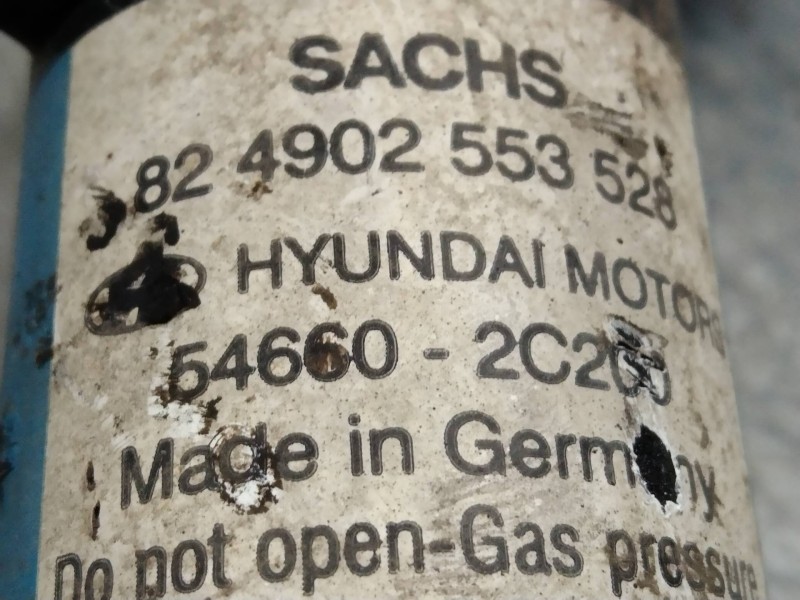 SACHS
82 4902 553 528
HYUNDAI MOTORS
54660 - 2C200
Made in Germany.
Do not open-Gas pressure